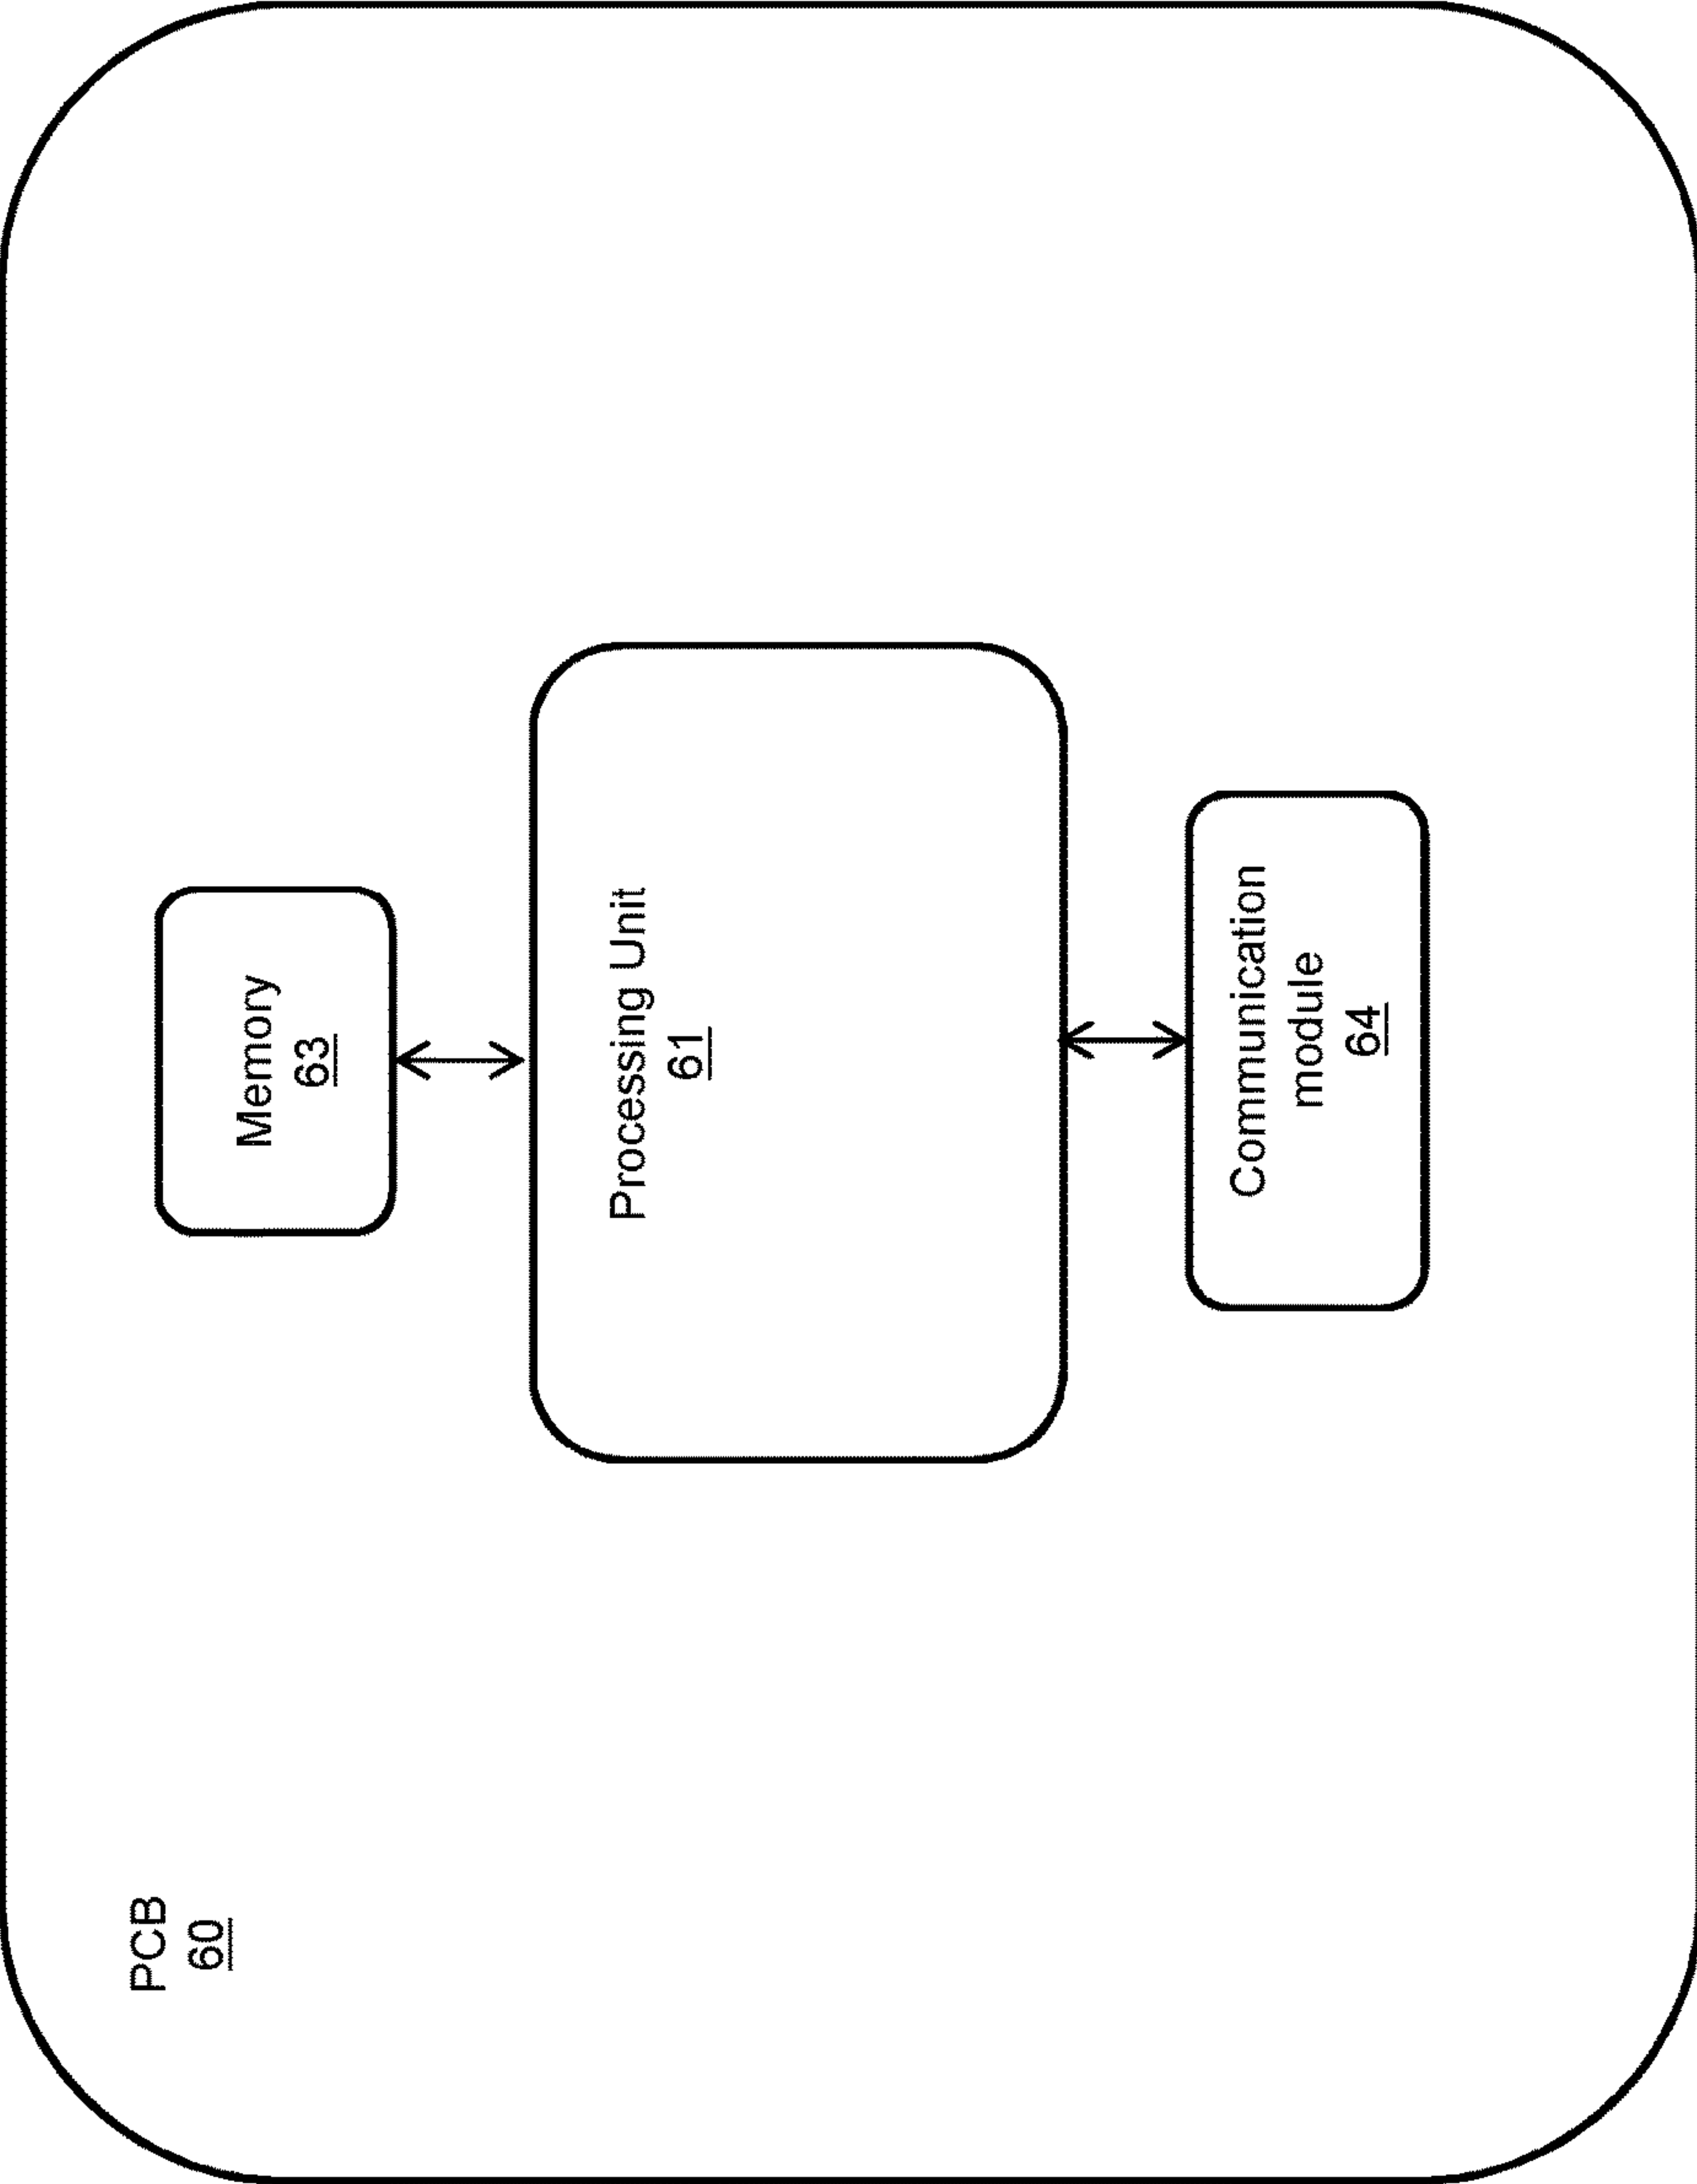 PCB
60
Memory
63
Processing Unit
61
Communication
module
64